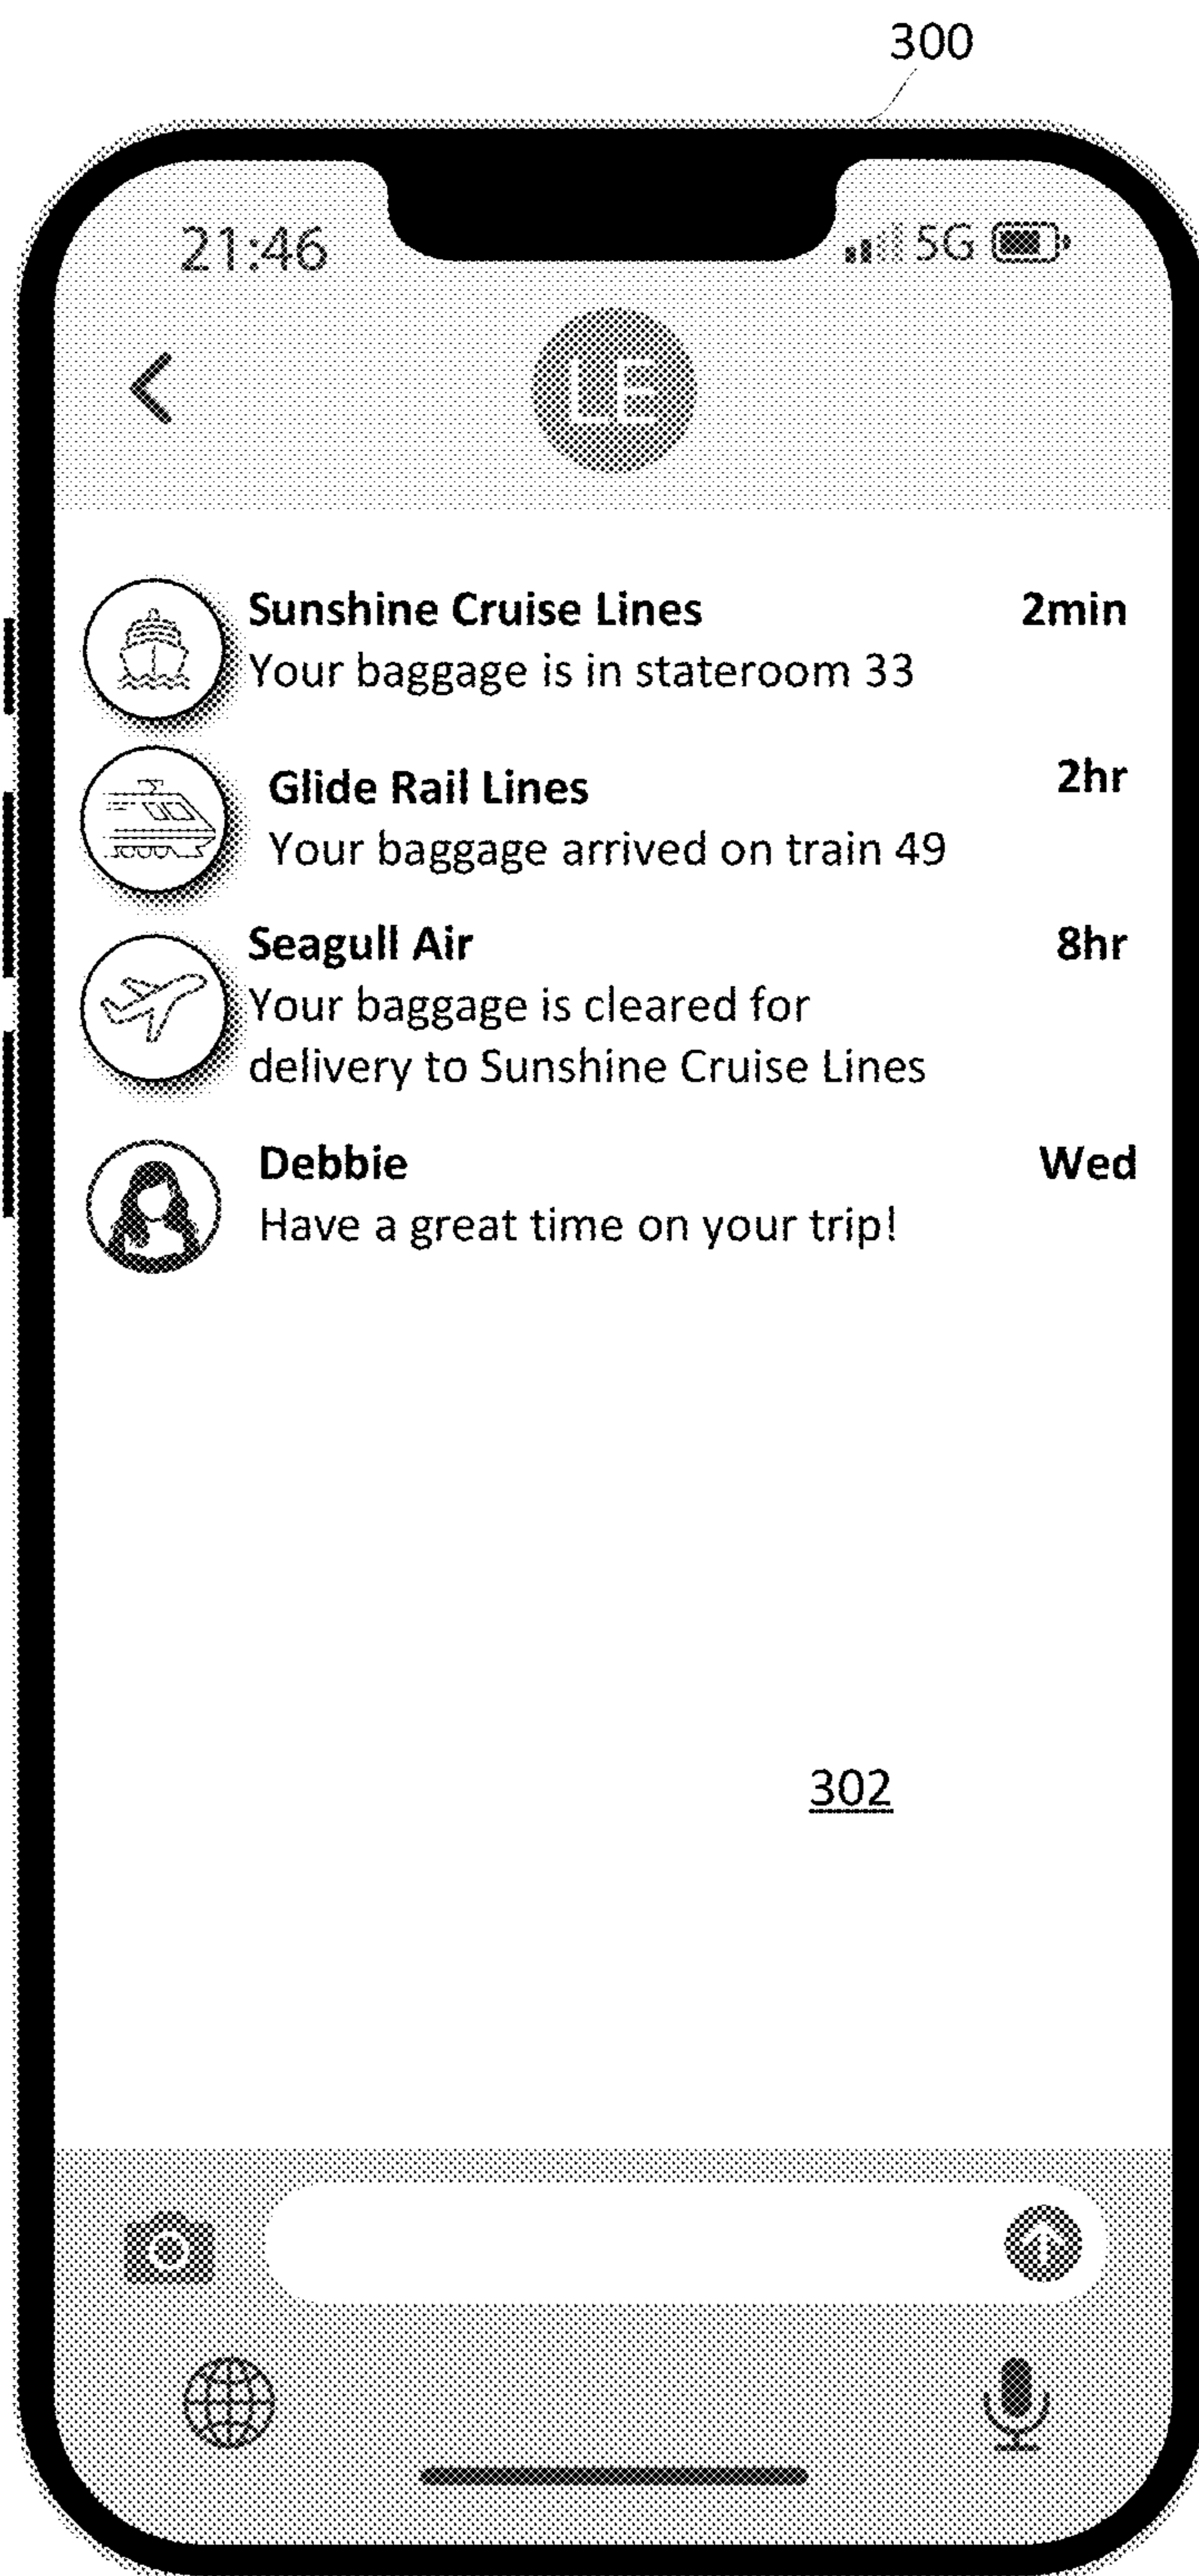 300
21:46 5G
LE
Sunshine Cruise Lines 2min
Your baggage is in stateroom 33
Glide Rail Lines 2hr
Your baggage arrived on train 49
Seagull Air 8hr
Your baggage is cleared for
delivery to Sunshine Cruise Lines
Debbie Wed
Have a great time on your trip!
302